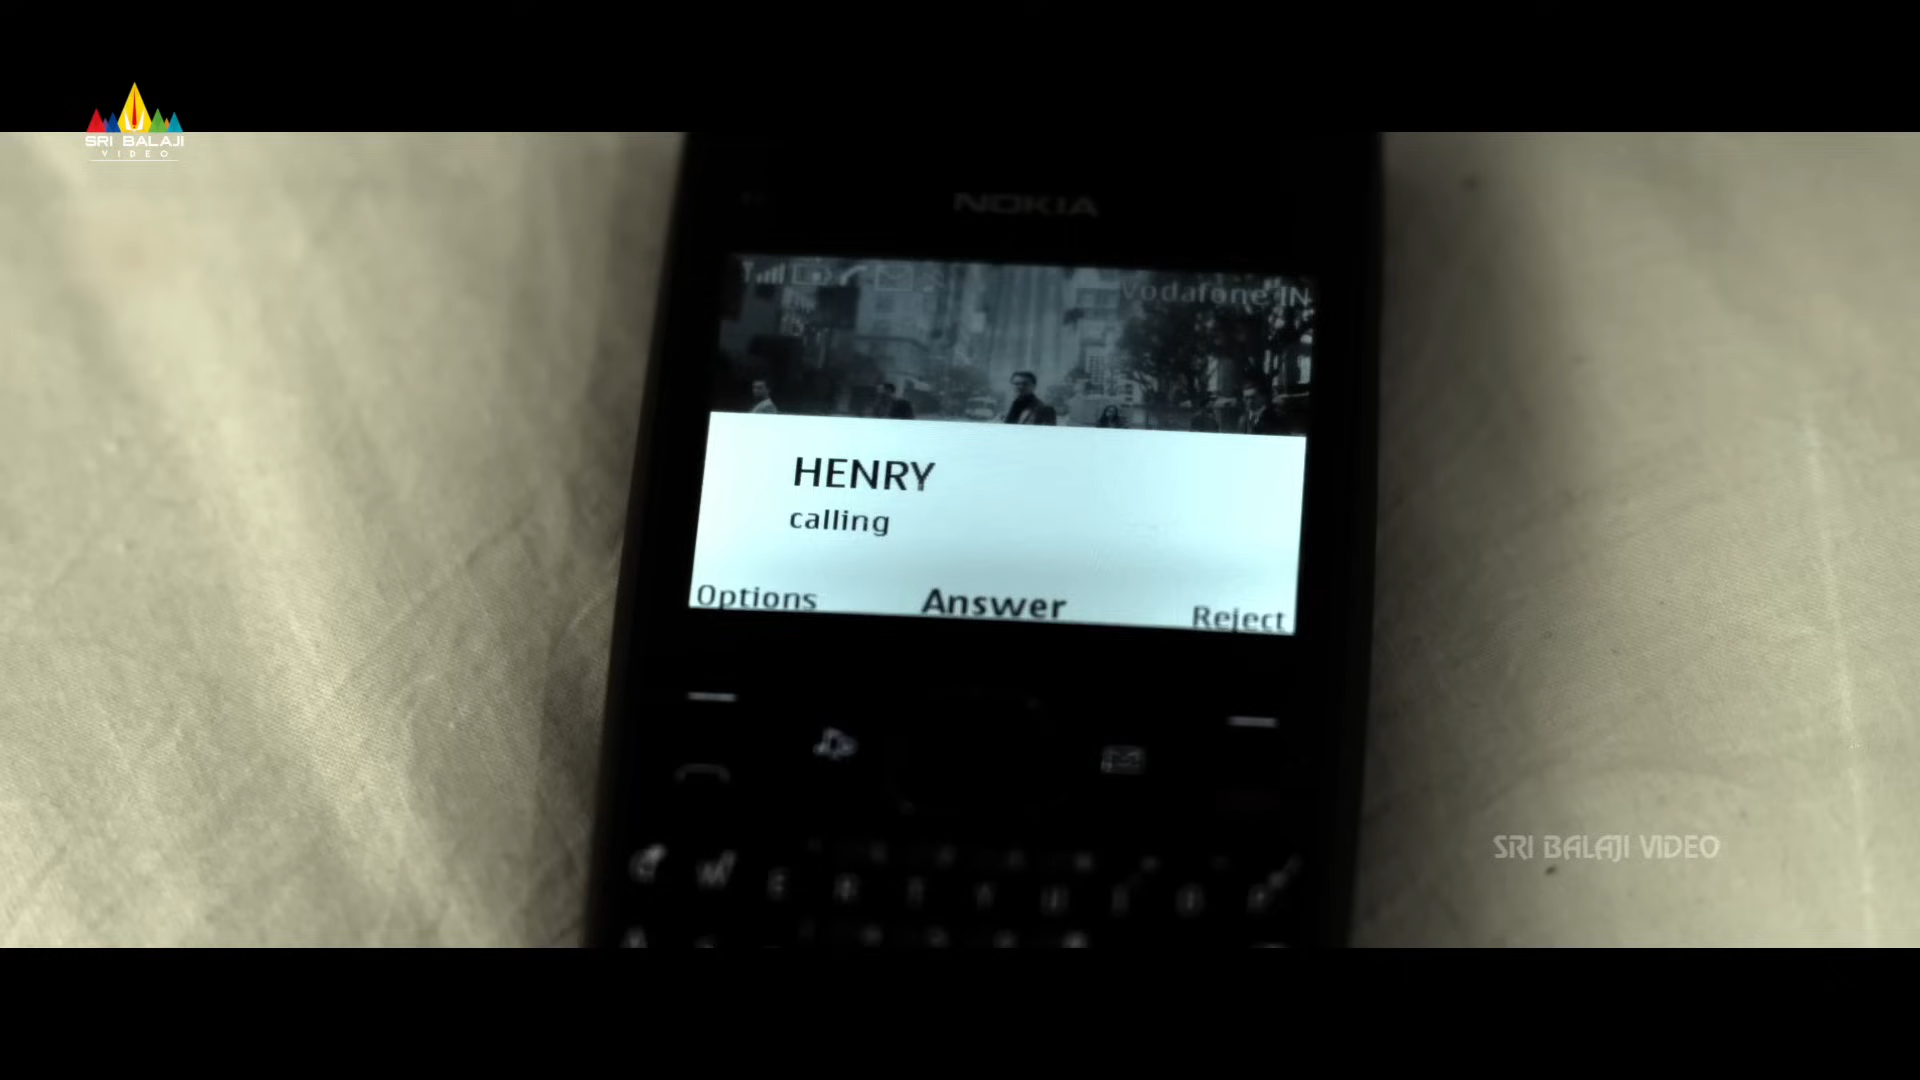 SRI BALAJI
VIDEO
NOKIA
Vodafone IN
HENRY
calling
Options Answer Reject
SRI BALAJI VIDEO
E R T Y U